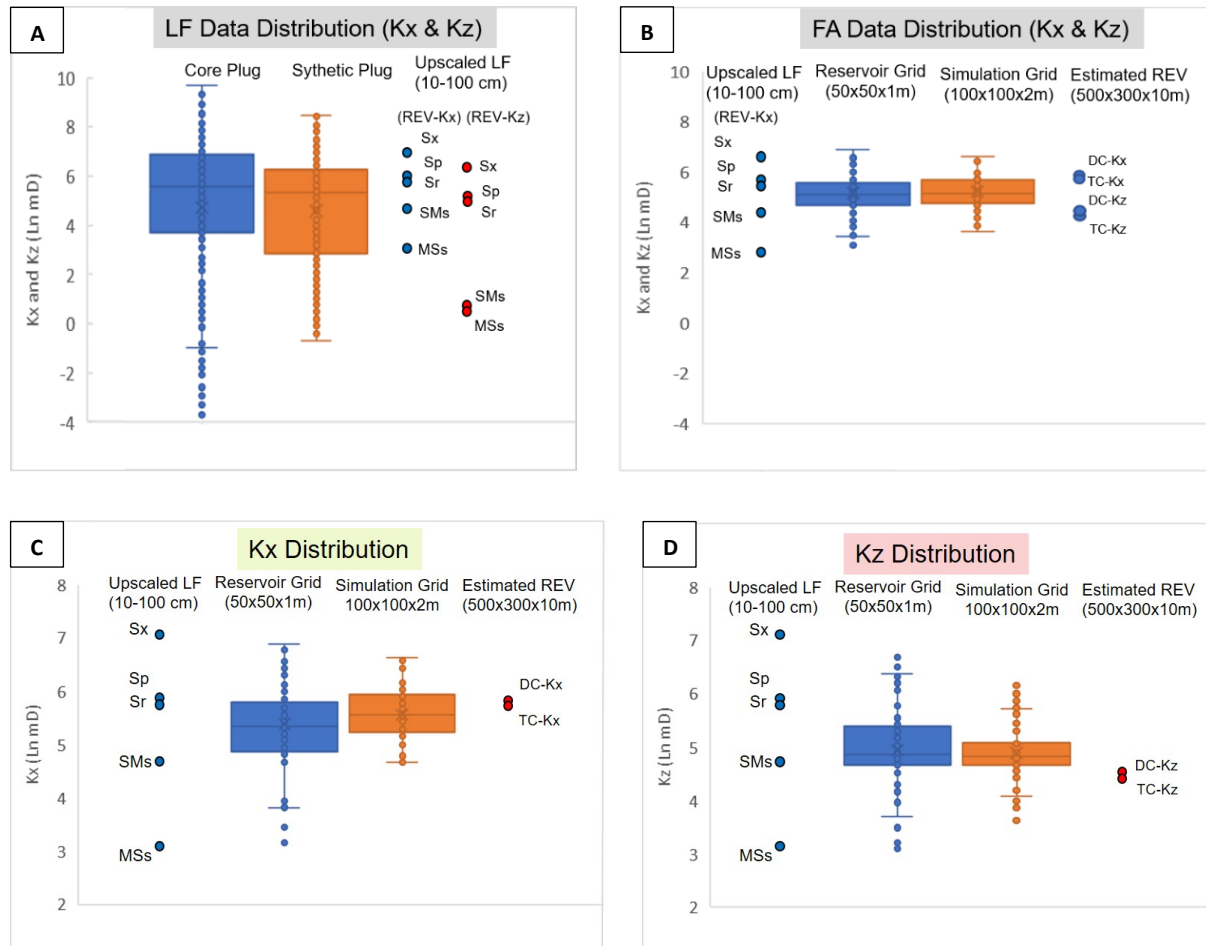 A
LF Data Distribution (Kx & Kz)
Core Plug
Sythetic Plug
Upscaled LF
(10-100 cm)
(REV-Kx)
(REV-Kz)
Kx and Kz (Ln mD)
10
8
6
4
2
0
-2
-4
Sx
Sp
Sr
SMs
MSs
Sx
Sp
Sr
SMs
MSs
B
FA Data Distribution (Kx & Kz)
Upscaled LF
(10-100 cm)
(REV-Kx)
Reservoir Grid
(50x50x1m)
Simulation Grid
(100x100x2m)
Estimated REV
(500x300x10m)
Kx and Kz (Ln mD)
10
8
6
4
2
0
-2
-4
Sx
Sp
Sr
SMs
MSs
DC-Kx
TC-Kx
DC-Kz
TC-Kz
C
Kx Distribution
Upscaled LF
(10-100 cm)
Reservoir Grid
(50x50x1m)
Simulation Grid
100x100x2m
Estimated REV
(500x300x10m)
Kx (Ln mD)
8
7
6
5
4
3
2
Sx
Sp
Sr
SMs
MSs
DC-Kx
TC-Kx
D
Kz Distribution
Upscaled LF
(10-100 cm)
Reservoir Grid
(50x50x1m)
Simulation Grid
100x100x2m
Estimated REV
(500x300x10m)
Kz (Ln mD)
8
7
6
5
4
3
2
Sx
Sp
Sr
SMs
MSs
DC-Kz
TC-Kz